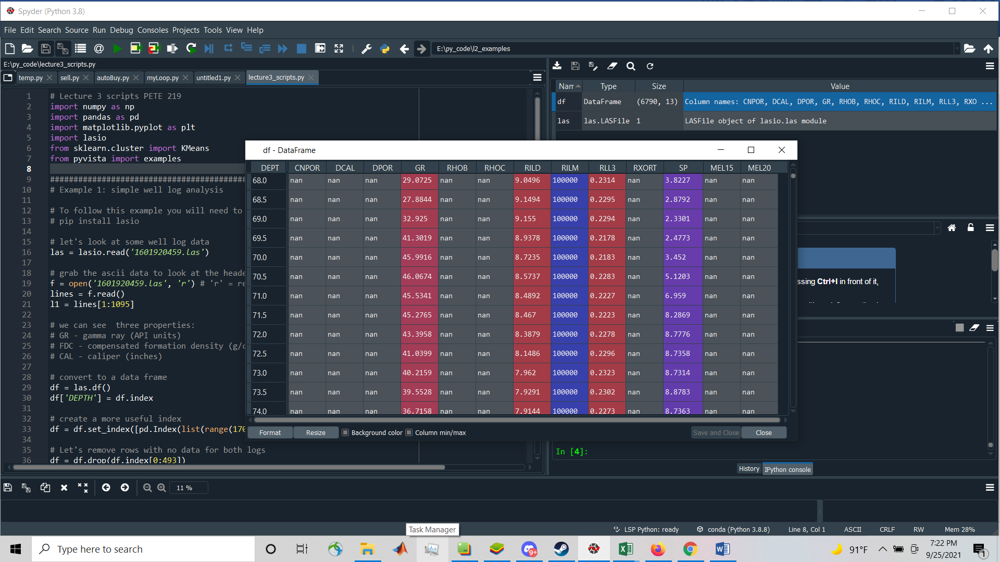 Spyder (Python 3.8)
File Edit Search Source Run Debug Consoles Projects Tools View Help
E:\py_code\l2_examples
E:\py_code\lecture3_scripts.py
temp.py sell.py autoBuy.py myLoop.py untitled1.py lecture3_scripts.py
1 # Lecture 3 scripts PETE 219
2 import numpy as np
3 import pandas as pd
4 import matplotlib.pyplot as plt
5 import lasio
6 from sklearn.cluster import KMeans
7 from pyvista import examples
8
9 ##########################################
10 # Example 1: simple well log analysis
11
12 # To follow this example you will need to
13 # pip install lasio
14
15 # let's look at some well log data
16 las = lasio.read('1601920459.las')
17
18 # grab the ascii data to look at the heade
19 f = open('1601920459.las', 'r') # 'r' = re
20 lines = f.read()
21 l1 = lines[1:1095]
22
23 # we can see  three properties:
24 # GR - gamma ray (API units)
25 # FDC - compensated formation density (g/c
26 # CAL - caliper (inches)
27
28 # convert to a data frame
29 df = las.df()
30 df['DEPTH'] = df.index
31
32 # create a more useful index
33 df = df.set_index([pd.Index(list(range(170
34
35 # Let's remove rows with no data for both logs
36 df = df.drop(df.index[0:493])
Nam Type Size Value
df DataFrame (6790, 13) Column names: CNPOR, DCAL, DPOR, GR, RHOB, RHOC, RILD, RILM, RLL3, RXO ...
las las.LASFile 1 LASFile object of lasio.las module
df - DataFrame
DEPT CNPOR DCAL DPOR GR RHOB RHOC RILD RILM RLL3 RXORT SP MEL15 MEL20
68.0 nan nan nan 29.0725 nan nan 9.0496 100000 0.2314 nan 3.8227 nan nan
68.5 nan nan nan 27.8844 nan nan 9.1494 100000 0.2295 nan 2.8792 nan nan
69.0 nan nan nan 32.925 nan nan 9.155 100000 0.2294 nan 2.3301 nan nan
69.5 nan nan nan 41.3019 nan nan 8.9378 100000 0.2178 nan 2.4773 nan nan
70.0 nan nan nan 45.9916 nan nan 8.7235 100000 0.2183 nan 3.452 nan nan
70.5 nan nan nan 46.0674 nan nan 8.5737 100000 0.2283 nan 5.1203 nan nan
71.0 nan nan nan 45.5341 nan nan 8.4892 100000 0.2227 nan 6.959 nan nan
71.5 nan nan nan 45.2765 nan nan 8.467 100000 0.2223 nan 8.2869 nan nan
72.0 nan nan nan 43.3958 nan nan 8.3879 100000 0.2278 nan 8.7776 nan nan
72.5 nan nan nan 41.0399 nan nan 8.1486 100000 0.2296 nan 8.7358 nan nan
73.0 nan nan nan 40.2159 nan nan 7.962 100000 0.2323 nan 8.7314 nan nan
73.5 nan nan nan 39.5528 nan nan 7.9291 100000 0.2302 nan 8.8783 nan nan
74.0 nan nan nan 36.7158 nan nan 7.9144 100000 0.2273 nan 8.7363 nan nan
Format Resize Background color Column min/max Save and Close Close
ssing Ctrl+I in front of it,
In [4]:
History IPython console
11 %
Task Manager
LSP Python: ready conda (Python 3.8.8) Line 8, Col 1 ASCII CRLF RW Mem 28%
Type here to search
9+
91°F
7:22 PM
9/25/2021
1